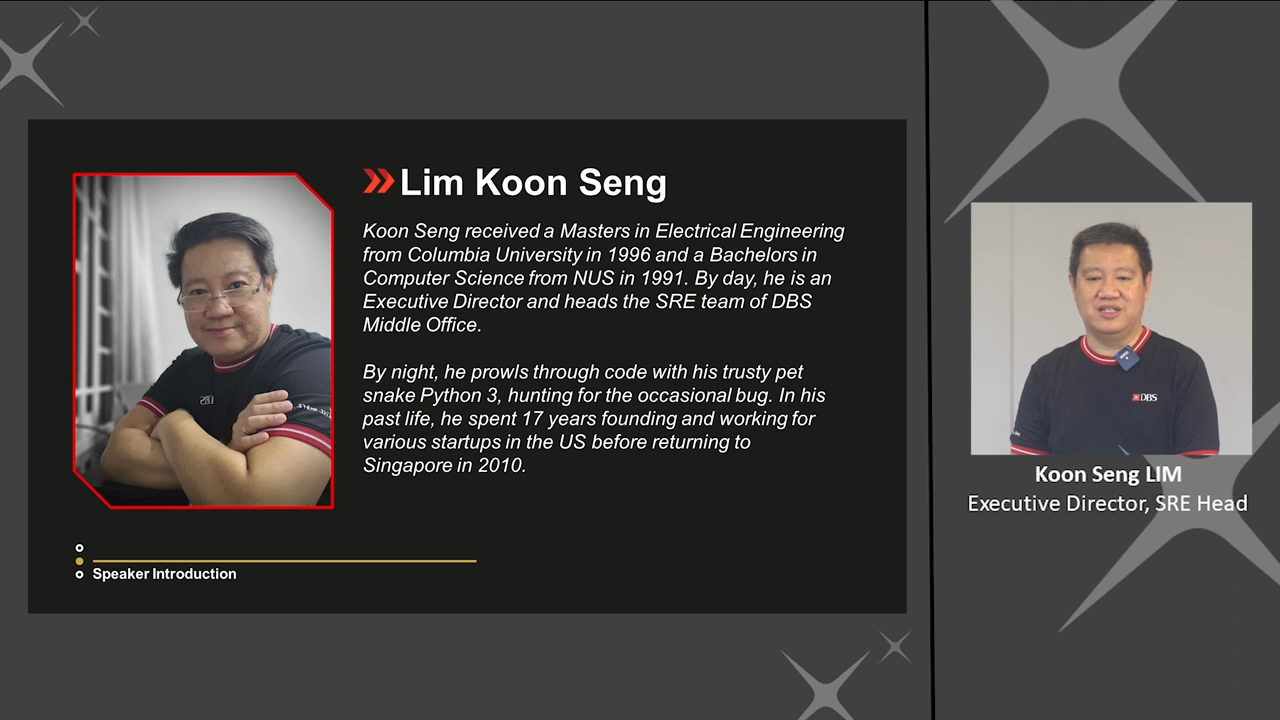 Lim Koon Seng
Koon Seng received a Masters in Electrical Engineering
from Columbia University in 1996 and a Bachelors in
Computer Science from NUS in 1991. By day, he is an
Executive Director and heads the SRE team of DBS
Middle Office.
By night, he prowls through code with his trusty pet
snake Python 3, hunting for the occasional bug. In his
past life, he spent 17 years founding and working for
various startups in the US before returning to
Singapore in 2010.
Speaker Introduction
DBS
Koon Seng LIM
Executive Director, SRE Head